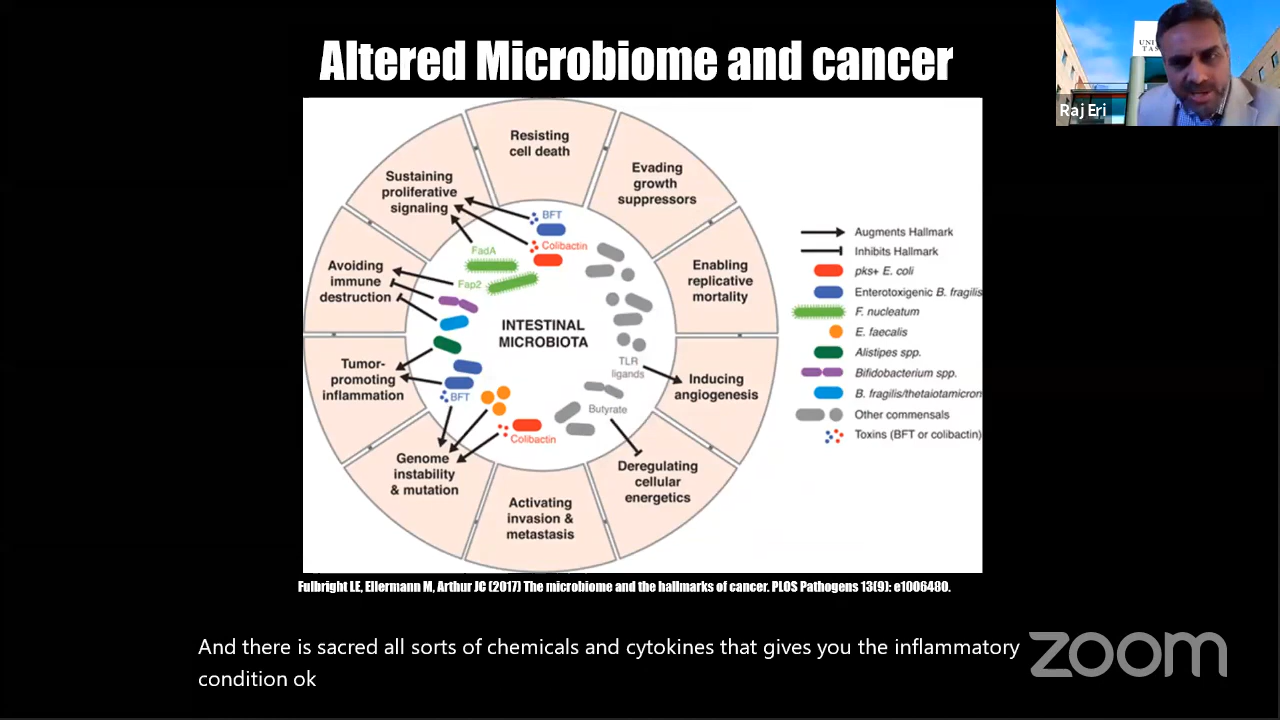 Altered Microbiome and cancer
UNI
TAS
Raj Eri
Resisting
cell death
Evading
growth
suppressors
Enabling
replicative
mortality
Inducing
angiogenesis
Deregulating
cellular
energetics
Activating
invasion &
metastasis
Genome
instability
& mutation
Tumor-
promoting
inflammation
Avoiding
immune
destruction
Sustaining
proliferative
signaling
BFT
Colibactin
FadA
Fap2
INTESTINAL
MICROBIOTA
TLR
ligands
Butyrate
BFT
Colibactin
Augments Hallmark
Inhibits Hallmark
pks+ E. coli
Enterotoxigenic B. fragilis
F. nucleatum
E. faecalis
Alistipes spp.
Bifidobacterium spp.
B. fragilis/thetaiotamicron
Other commensals
Toxins (BFT or colibactin)
Fulbright LE, Ellermann M, Arthur JC (2017) The microbiome and the hallmarks of cancer. PLOS Pathogens 13(9): e1006480.
And there is sacred all sorts of chemicals and cytokines that gives you the inflammatory
condition ok
zoom